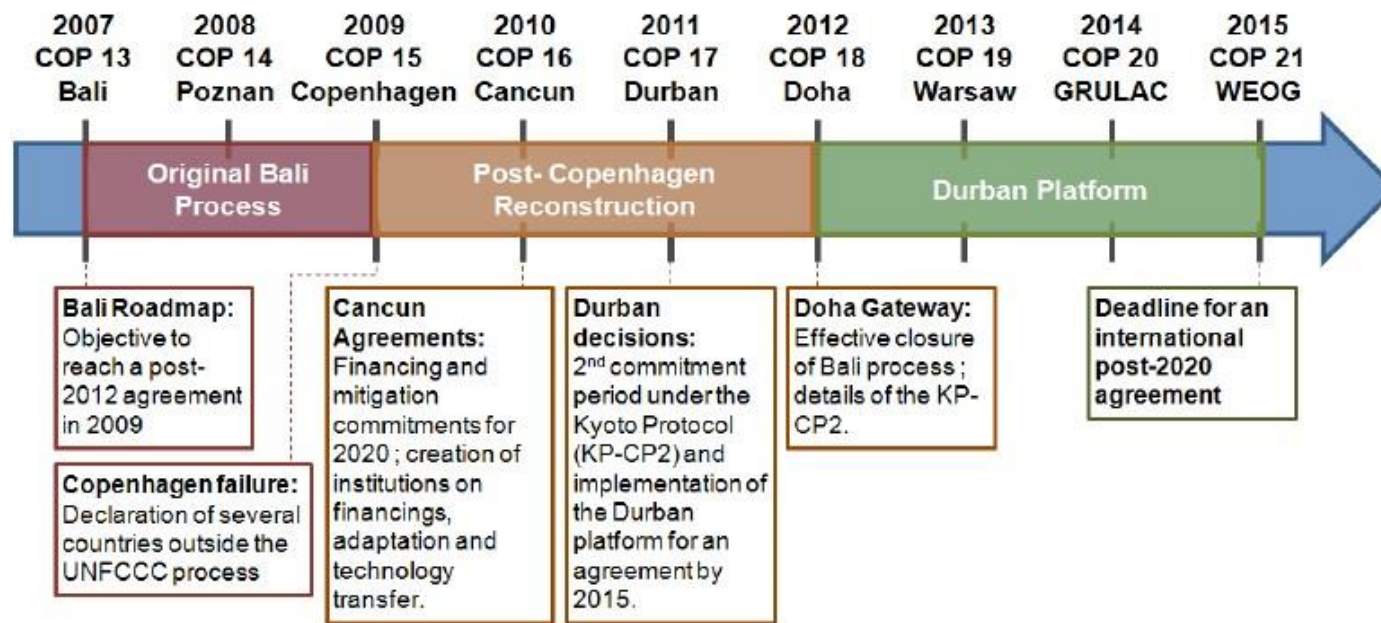 2007
COP 13
Bali
2008
COP 14
Poznan
2009
COP 15
Copenhagen
2010
COP 16
Cancun
2011
COP 17
Durban
2012
COP 18
Doha
2013
COP 19
Warsaw
2014
COP 20
GRULAC
2015
COP 21
WEOG
Original Bali
Process
Post- Copenhagen
Reconstruction
Durban Platform
Bali Roadmap:
Objective to
reach a post-
2012 agreement
in 2009
Copenhagen failure:
Declaration of several
countries outside the
UNFCCC process
Cancun
Agreements:
Financing and
mitigation
commitments for
2020 ; creation of
institutions on
financings,
adaptation and
technology
transfer.
Durban
decisions:
2nd commitment
period under the
Kyoto Protocol
(KP-CP2) and
implementation of
the Durban
platform for an
agreement by
2015.
Doha Gateway:
Effective closure
of Bali process ;
details of the KP-
CP2.
Deadline for an
international
post-2020
agreement